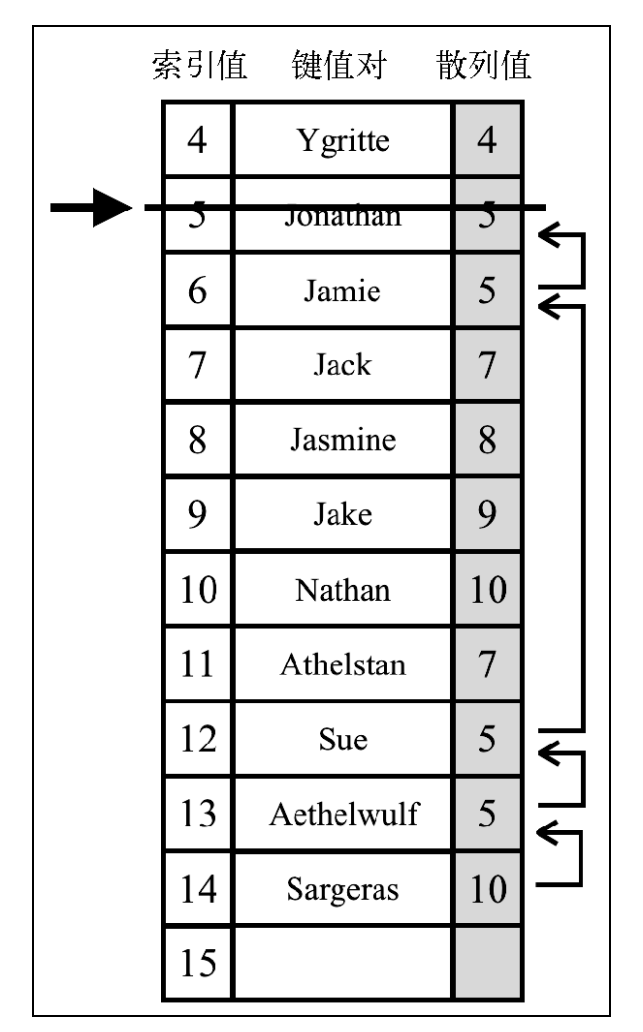 索引值 键值对 散列值
4 Ygritte 4
5 Jonathan 5
6 Jamie 5
7 Jack 7
8 Jasmine 8
9 Jake 9
10 Nathan 10
11 Athelstan 7
12 Sue 5
13 Aethelwulf 5
14 Sargeras 10
15